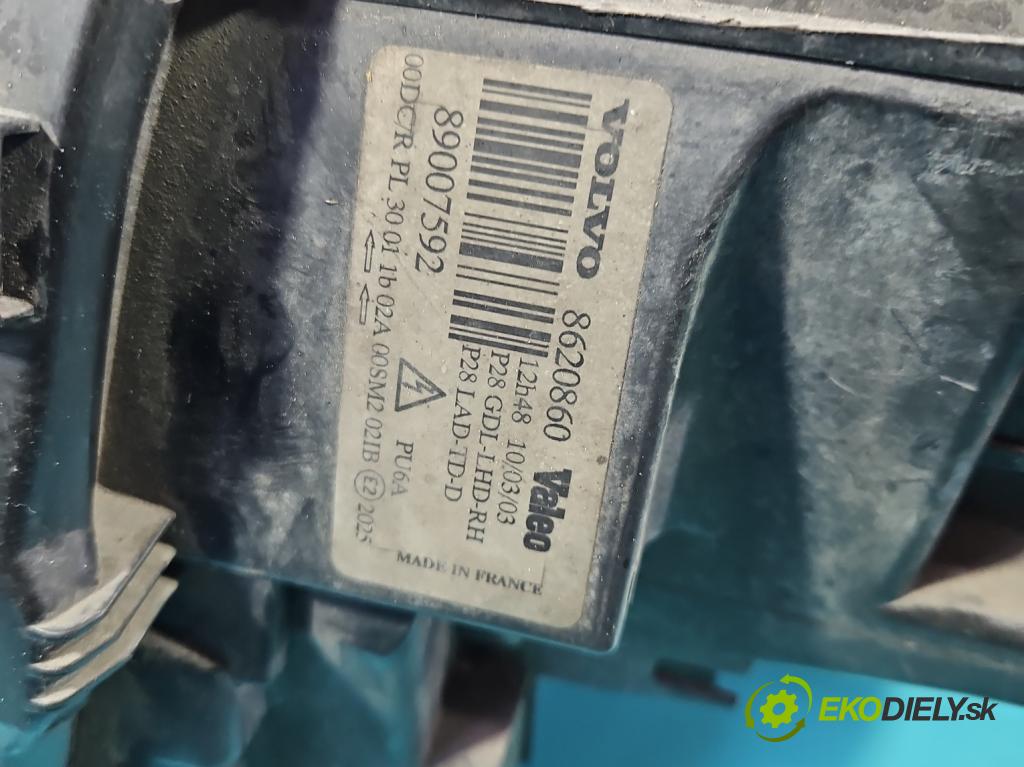 VOLVO 8620860 Valeo
12h48 10/03/03
P28 GDL-LHD-RH
P28 LAD-TD-D
89007592
PU6A
00DC/R PL 30 01 1b 02A 00SM2 02IB E2 2025
MADE IN FRANCE
EKODIELY.sk